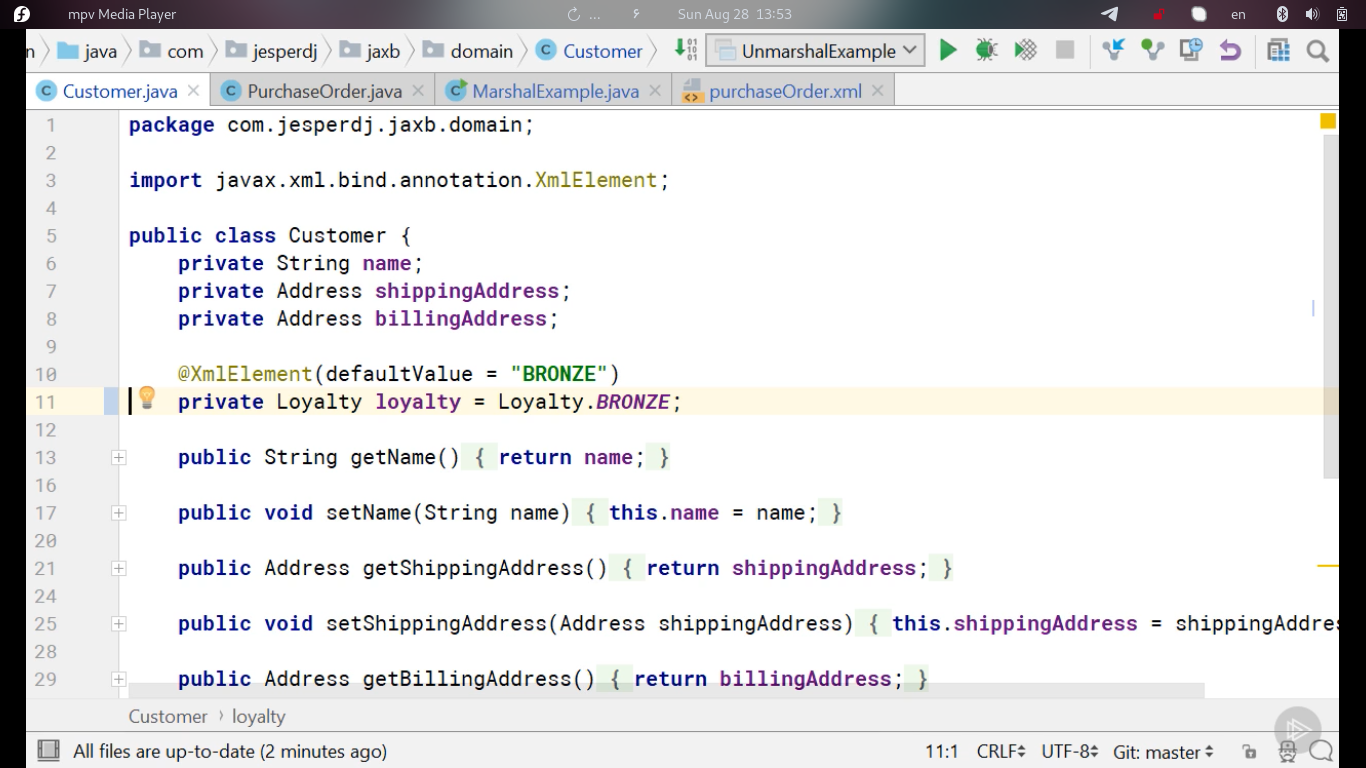 mpv Media Player ... ۶ Sun Aug 28 13:53 en
n java com jesperdj jaxb domain C Customer UnmarshalExample
C Customer.java C PurchaseOrder.java C MarshalExample.java purchaseOrder.xml
1 package com.jesperdj.jaxb.domain;
2
3 import javax.xml.bind.annotation.XmlElement;
4
5 public class Customer {
6 private String name;
7 private Address shippingAddress;
8 private Address billingAddress;
9
10 @XmlElement(defaultValue = "BRONZE")
11 private Loyalty loyalty = Loyalty.BRONZE;
12
13 public String getName() { return name; }
16
17 public void setName(String name) { this.name = name; }
20
21 public Address getShippingAddress() { return shippingAddress; }
24
25 public void setShippingAddress(Address shippingAddress) { this.shippingAddress = shippingAddres
28
29 public Address getBillingAddress() { return billingAddress; }
Customer › loyalty
All files are up-to-date (2 minutes ago) 11:1 CRLF UTF-8 Git: master